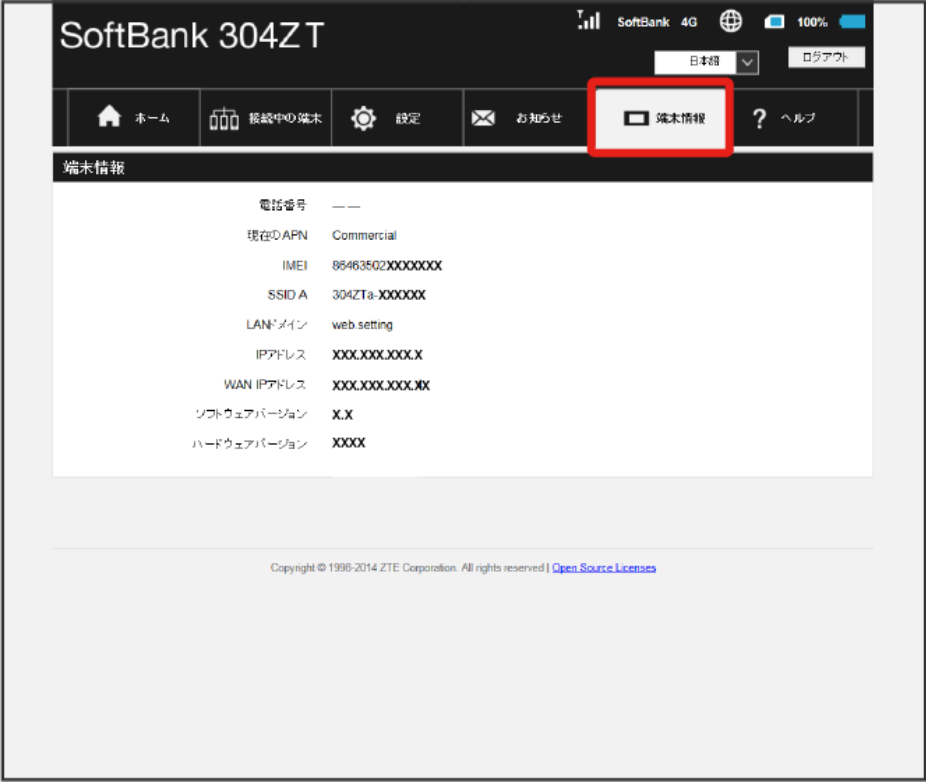 SoftBank 304ZT
SoftBank 4G 100%
日本語 ログアウト
ホーム 接続中の端末 設定 お知らせ 端末情報 ? ヘルプ
端末情報
電話番号 ――
現在のAPN Commercial
IMEI 86463502XXXXXXX
SSID A 304ZTa-XXXXXX
LANドメイン web.setting
IPアドレス XXX.XXX.XXX.X
WAN IPアドレス XXX.XXX.XXX.XX
ソフトウェアバージョン X.X
ハードウェアバージョン XXXX
Copyright © 1998-2014 ZTE Corporation. All rights reserved | Open Source Licenses